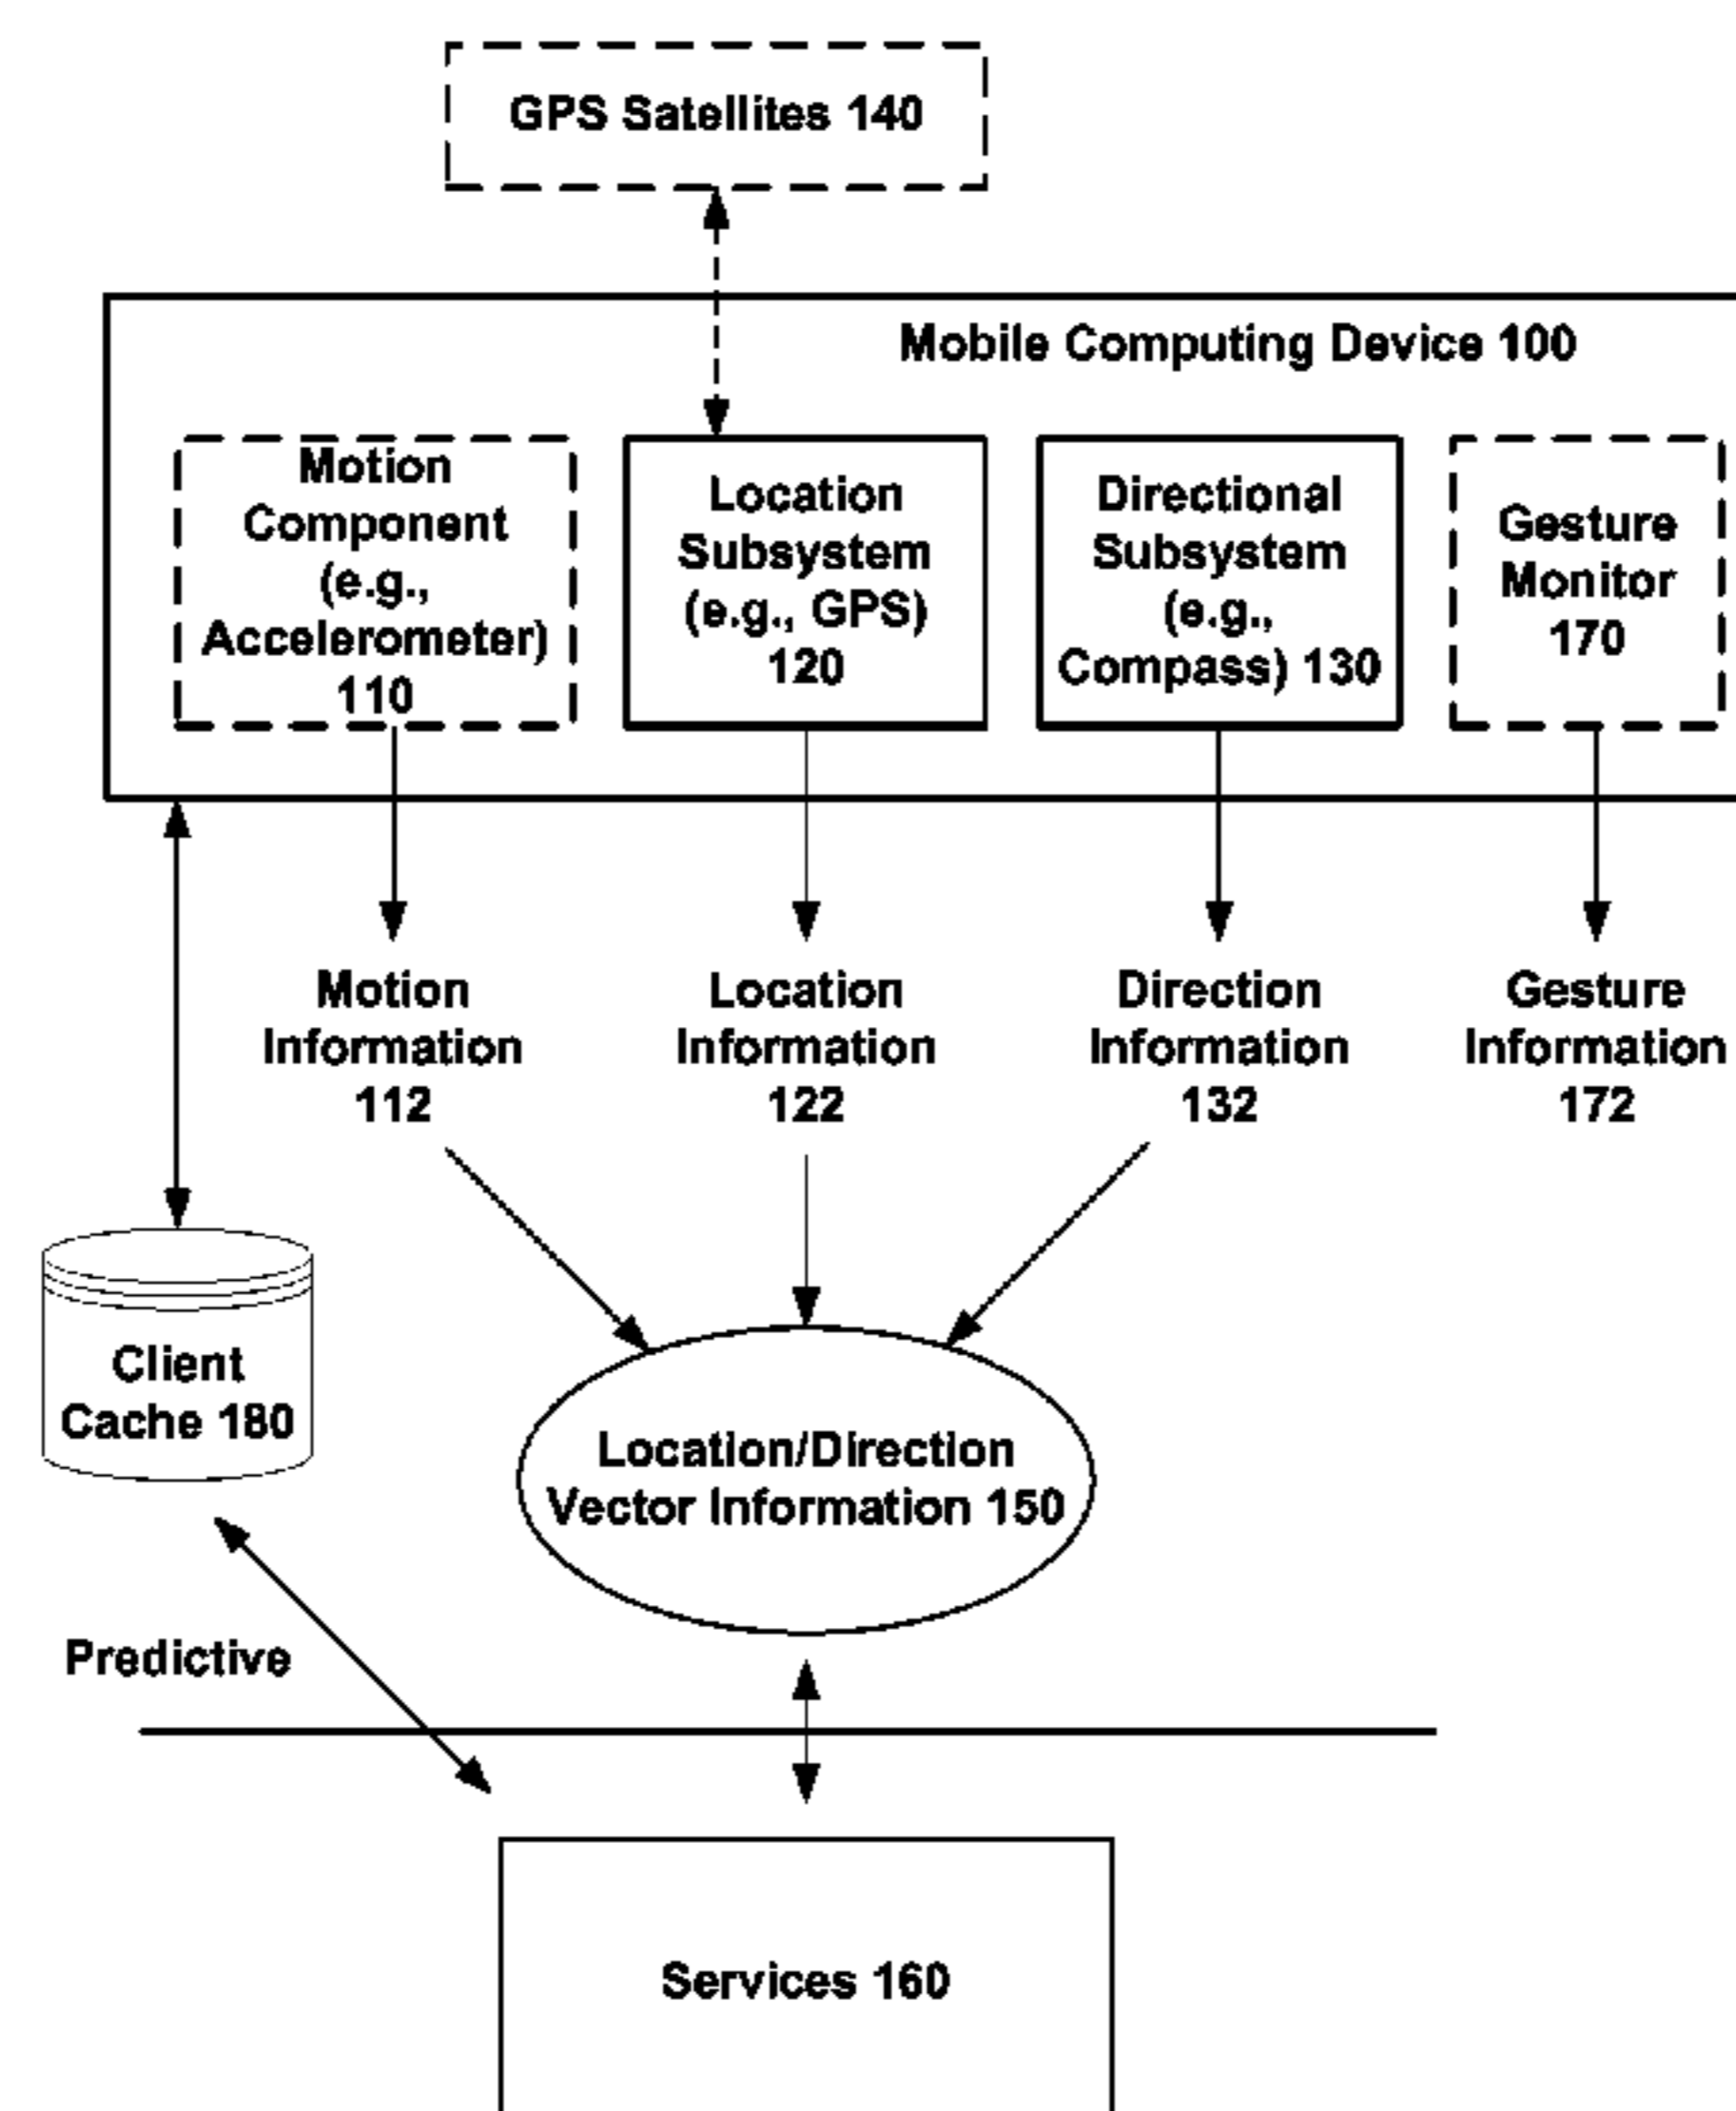 GPS Satellites 140
Mobile Computing Device 100
Motion
Component
(e.g.,
Accelerometer)
110
Location
Subsystem
(e.g., GPS)
120
Directional
Subsystem
(e.g.,
Compass) 130
Gesture
Monitor
170
Motion
Information
112
Location
Information
122
Direction
Information
132
Gesture
Information
172
Client
Cache 180
Location/Direction
Vector Information 150
Predictive
Services 160